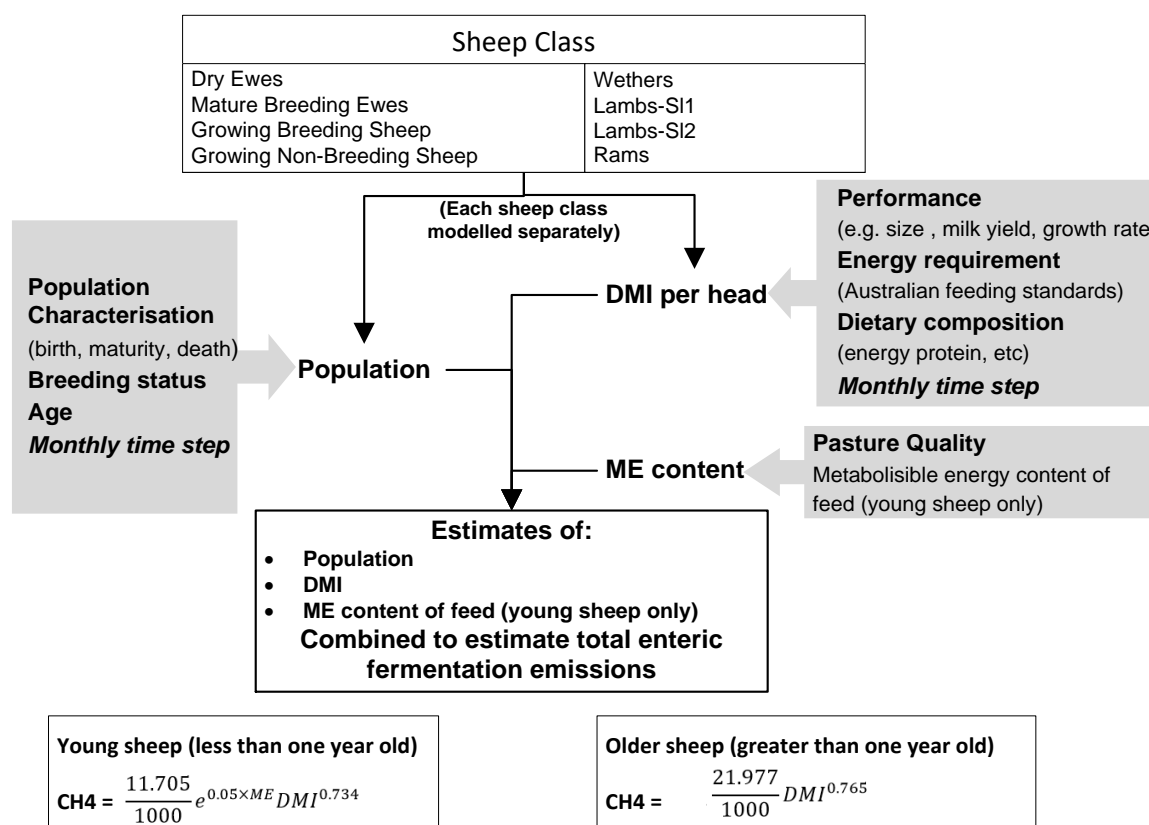 Sheep Class
Dry Ewes
Mature Breeding Ewes
Growing Breeding Sheep
Growing Non-Breeding Sheep
Wethers
Lambs-Sl1
Lambs-Sl2
Rams
(Each sheep class
modelled separately)
Population
Characterisation
(birth, maturity, death)
Breeding status
Age
Monthly time step
Population
DMI per head
Performance
(e.g. size , milk yield, growth rate
Energy requirement
(Australian feeding standards)
Dietary composition
(energy protein, etc)
Monthly time step
ME content
Pasture Quality
Metabolisible energy content of
feed (young sheep only)
Estimates of:
• Population
• DMI
• ME content of feed (young sheep only)
Combined to estimate total enteric
fermentation emissions
Young sheep (less than one year old)
CH4 = 11.705/1000 e^{0.05×ME} DMI^{0.734}
Older sheep (greater than one year old)
CH4 = 21.977/1000 DMI^{0.765}